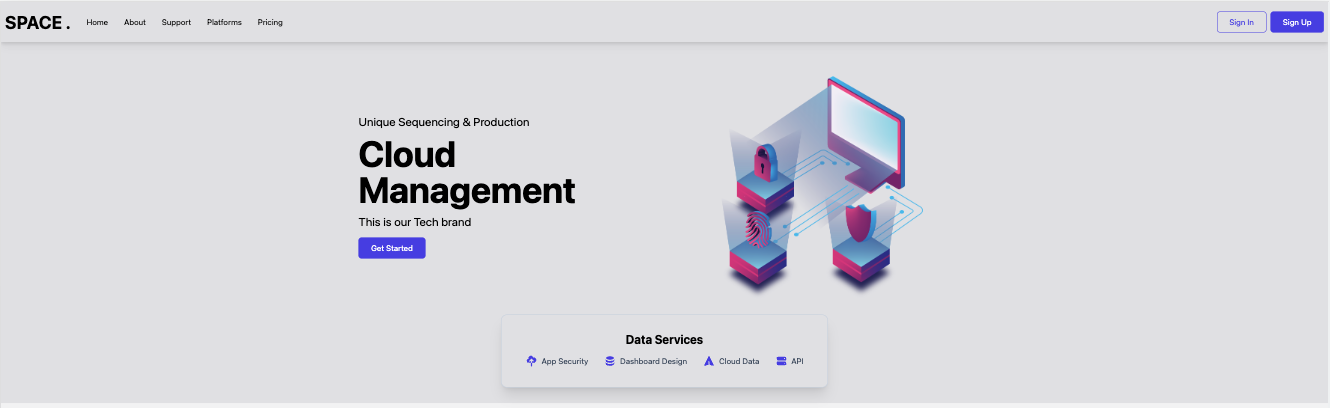 SPACE . Home About Support Platforms Pricing Sign In Sign Up
Unique Sequencing & Production
Cloud
Management
This is our Tech brand
Get Started
Data Services
App Security Dashboard Design Cloud Data API